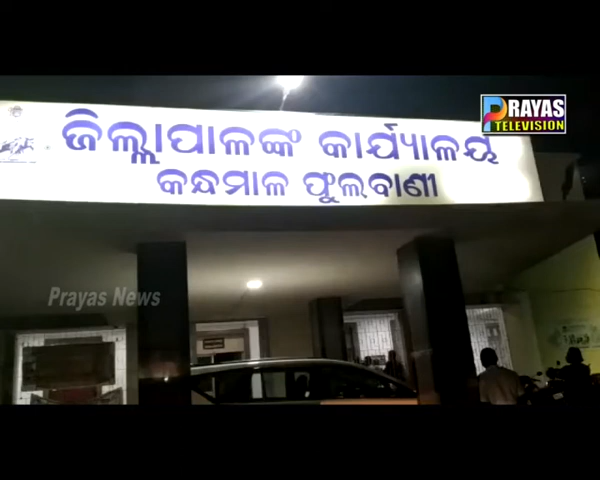 PRAYAS
TELEVISION
ଜିଲ୍ଲାପାଳଙ୍କ କାର୍ଯ୍ୟାଳୟ
କନ୍ଧମାଳ ଫୁଲବାଣୀ
Prayas News